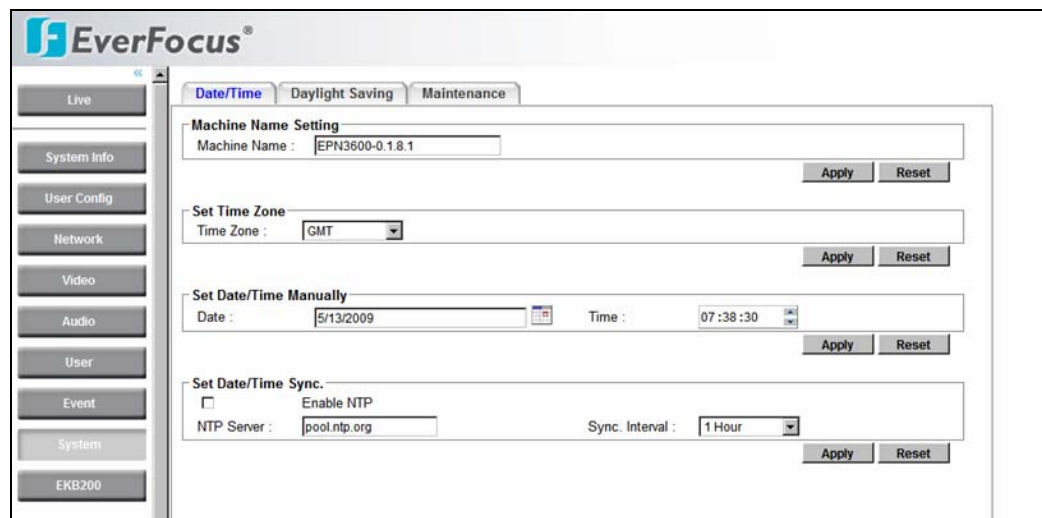 EverFocus®
«
Live
System Info
User Config
Network
Video
Audio
User
Event
System
EKB200
Date/Time Daylight Saving Maintenance
Machine Name Setting
Machine Name : EPN3600-0.1.8.1
Apply Reset
Set Time Zone
Time Zone : GMT
Apply Reset
Set Date/Time Manually
Date : 5/13/2009 Time : 07:38:30
Apply Reset
Set Date/Time Sync.
Enable NTP
NTP Server : pool.ntp.org Sync. Interval : 1 Hour
Apply Reset